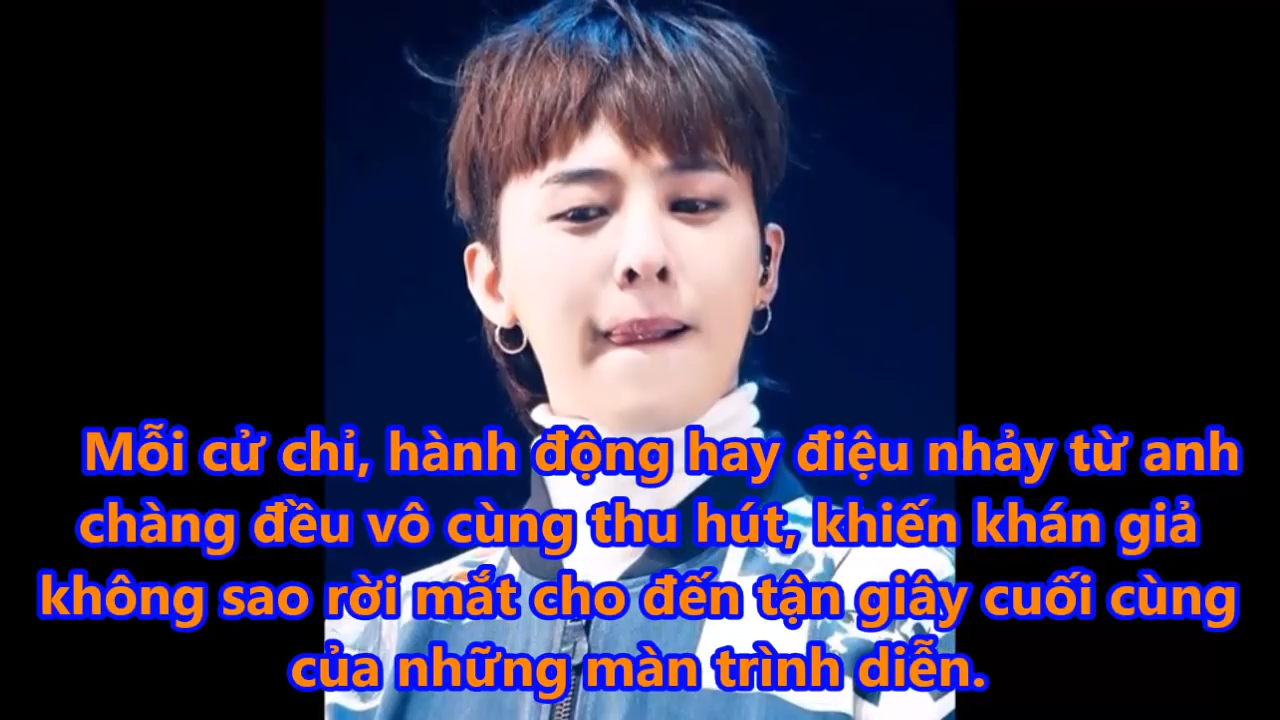 Mỗi cử chỉ, hành động hay điệu nhảy từ anh
chàng đều vô cùng thu hút, khiến khán giả
không sao rời mắt cho đến tận giây cuối cùng
của những màn trình diễn.